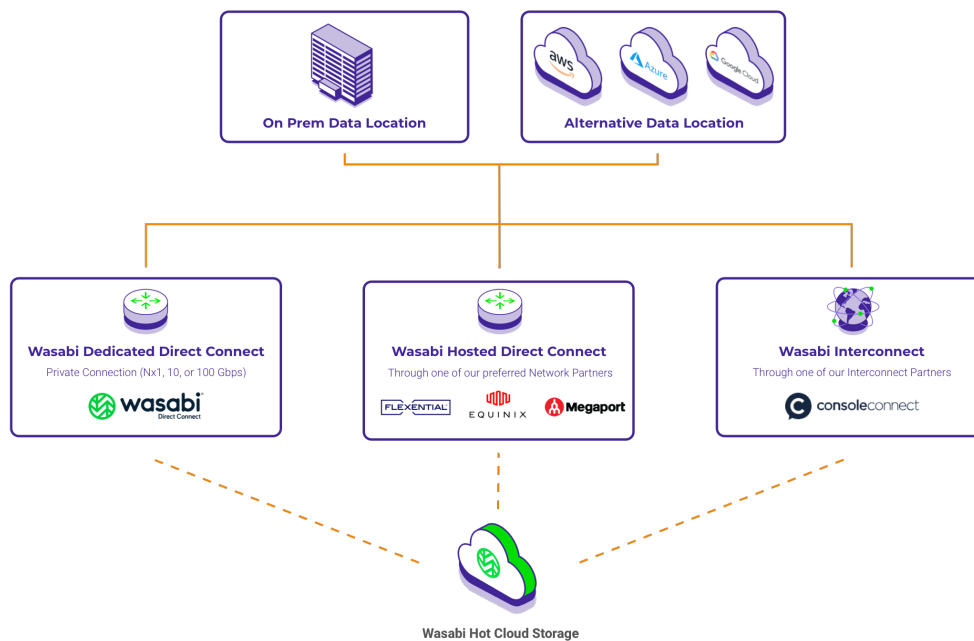 aws
Azure
Google Cloud
On Prem Data Location
Alternative Data Location
Wasabi Dedicated Direct Connect
Private Connection (Nx1, 10, or 100 Gbps)
wasabi
Direct Connect
Wasabi Hosted Direct Connect
Through one of our preferred Network Partners
FLEXENTIAL
EQUINIX
Megaport
Wasabi Interconnect
Through one of our Interconnect Partners
consoleconnect
Wasabi Hot Cloud Storage